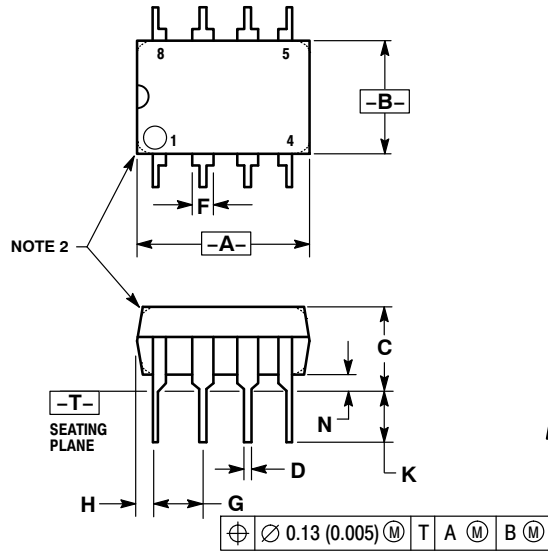 8 5
–B–
1 4
F
NOTE 2
–A–
C
–T–
N
SEATING
PLANE
D
K
H G
⌖ ∅ 0.13 (0.005) Ⓜ T A Ⓜ B Ⓜ